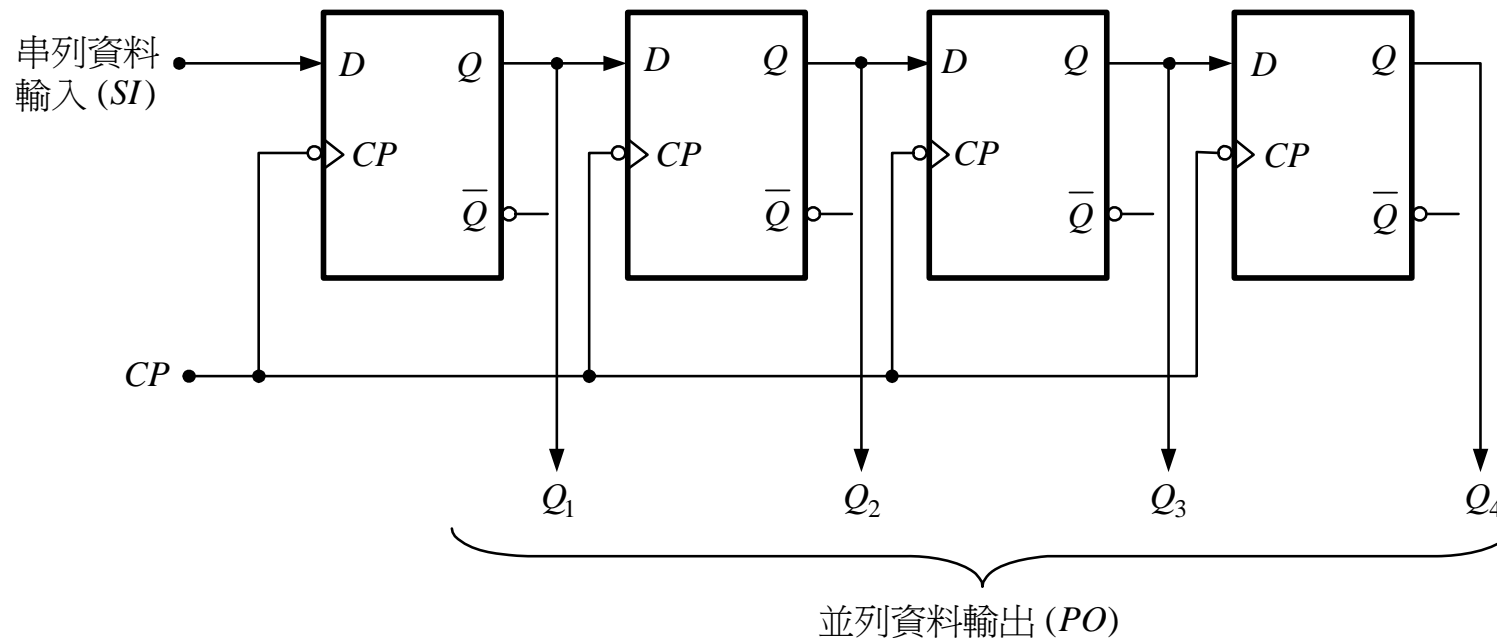 串列資料
輸入 (SI)
D Q D Q D Q D Q
CP CP CP CP
Q̅ Q̅ Q̅ Q̅
CP
Q₁ Q₂ Q₃ Q₄
並列資料輸出 (PO)